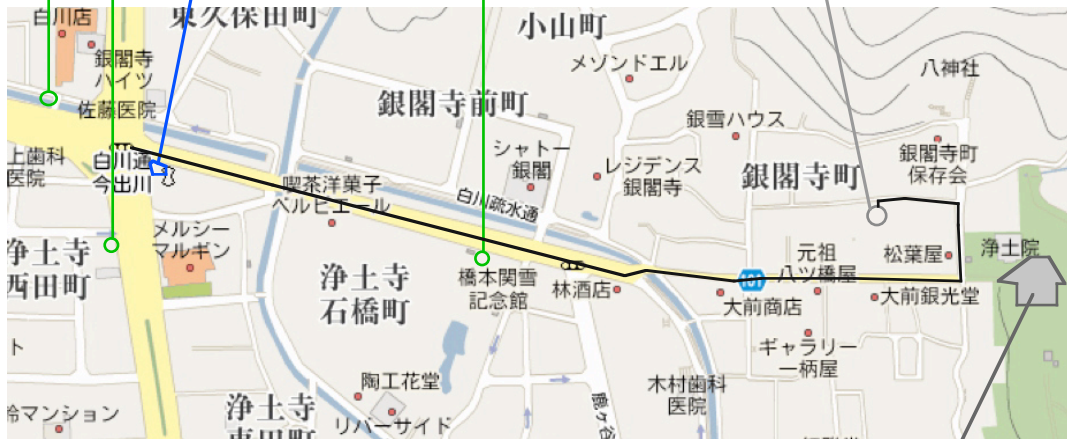 白川店
東久保田町
小山町
銀閣寺
ハイツ
メゾンドエル
八神社
佐藤医院
銀閣寺前町
銀雪ハウス
上歯科
医院
白川通
今出川
シャトー
銀閣
レジデンス
銀閣寺
銀閣寺町
銀閣寺町
保存会
喫茶洋菓子
ベルビエール
白川疏水通
メルシー
マルギン
浄土寺
西田町
浄土寺
石橋町
橋本関雪
記念館
林酒店
101
大前商店
元祖
八ツ橋屋
松葉屋
浄土院
大前銀光堂
ギャラリー
一柄屋
ト
陶工花堂
木村歯科
医院
鹿ヶ谷
マンション
浄土寺
リバーサイド